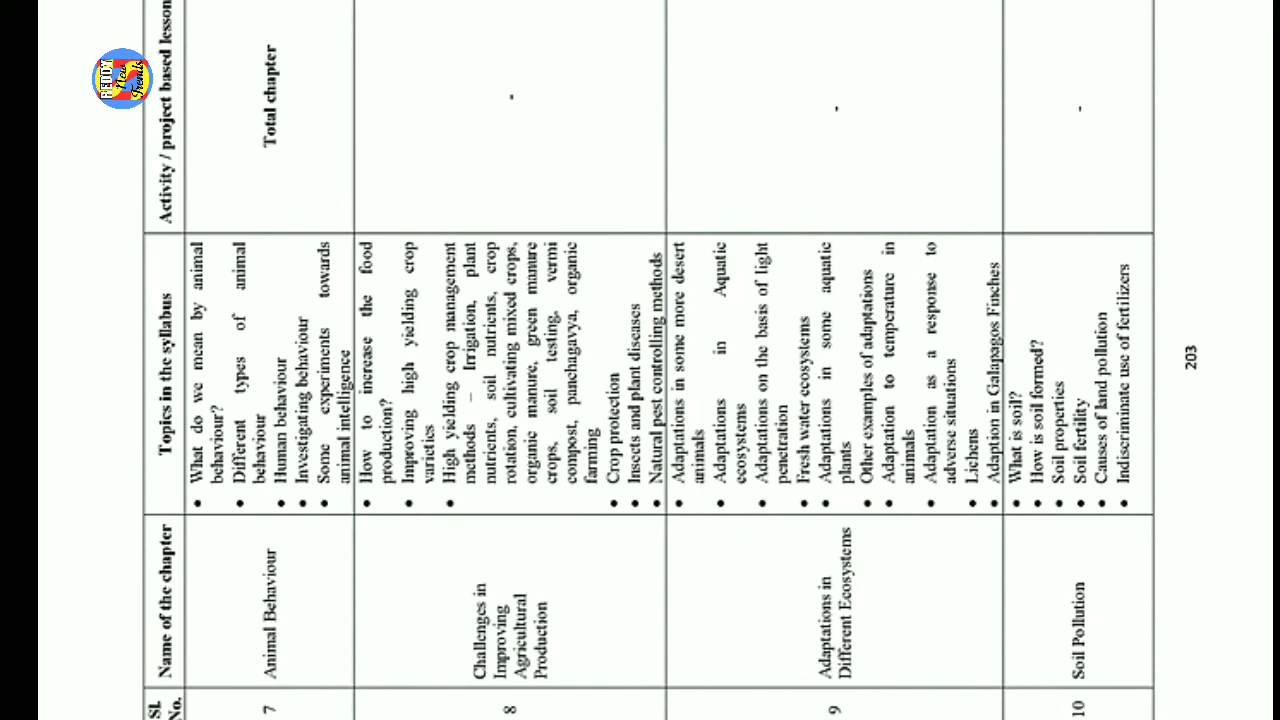 REDDY
New
Trends
Sl.
No.
Name of the chapter
Topics in the syllabus
Activity / project based lesson
7
Animal Behaviour
• What do we mean by animal
behaviour?
• Different types of animal
behaviour
• Human behaviour
• Investigating behaviour
• Some experiments towards
animal intelligence
Total chapter
8
Challenges in
Improving
Agricultural
Production
• How to increase the food
production?
• Improving high yielding crop
varieties
• High yielding crop management
methods – Irrigation, plant
nutrients, soil nutrients, crop
rotation, cultivating mixed crops,
organic manure, green manure
crops, soil testing, vermi
compost, panchagavya, organic
farming
• Crop protection
• Insects and plant diseases
• Natural pest controlling methods
-
9
Adaptations in
Different Ecosystems
• Adaptations in some more desert
animals
• Adaptations in Aquatic
ecosystems
• Adaptations on the basis of light
penetration
• Fresh water ecosystems
• Adaptations in some aquatic
plants
• Other examples of adaptations
• Adaptation to temperature in
animals
• Adaptation as a response to
adverse situations
• Lichens
• Adaption in Galapagos Finches
-
10
Soil Pollution
• What is soil?
• How is soil formed?
• Soil properties
• Soil fertility
• Causes of land pollution
• Indiscriminate use of fertilizers
-
203